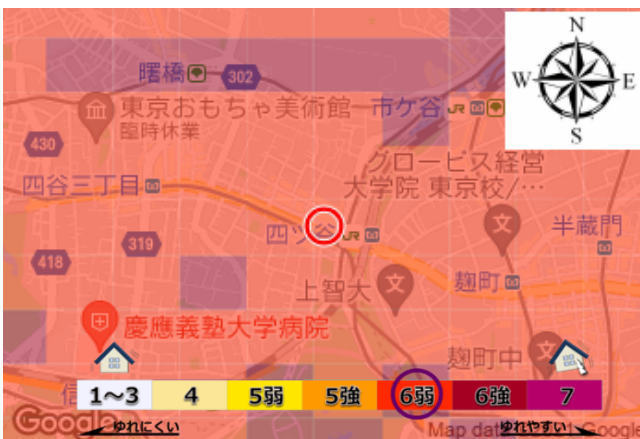 N
W E
S
曙橋
302
東京おもちゃ美術館
臨時休業
市ケ谷
430
グロービス経営
大学院 東京校/…
四谷三丁目
四ツ谷
半蔵門
319
418
上智大
麹町
慶應義塾大学病院
麹町中
信
1～3 4 5弱 5強 6弱 6強 7
Google
ゆれにくい
Map dat
ゆれやすい
1 Google